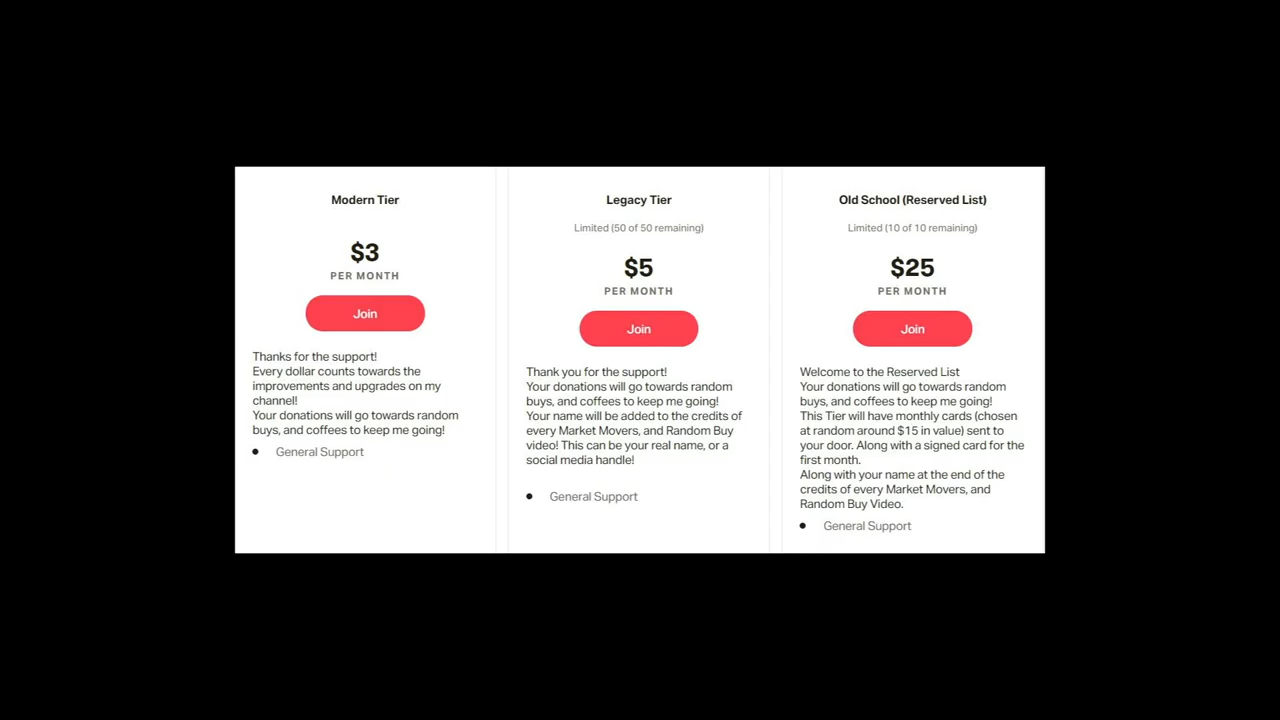 Modern Tier
$3
PER MONTH
Join
Thanks for the support!
Every dollar counts towards the
improvements and upgrades on my
channel!
Your donations will go towards random
buys, and coffees to keep me going!
General Support
Legacy Tier
Limited (50 of 50 remaining)
$5
PER MONTH
Join
Thank you for the support!
Your donations will go towards random
buys, and coffees to keep me going!
Your name will be added to the credits of
every Market Movers, and Random Buy
video! This can be your real name, or a
social media handle!
General Support
Old School (Reserved List)
Limited (10 of 10 remaining)
$25
PER MONTH
Join
Welcome to the Reserved List
Your donations will go towards random
buys, and coffees to keep me going!
This Tier will have monthly cards (chosen
at random around $15 in value) sent to
your door. Along with a signed card for the
first month.
Along with your name at the end of the
credits of every Market Movers, and
Random Buy Video.
General Support